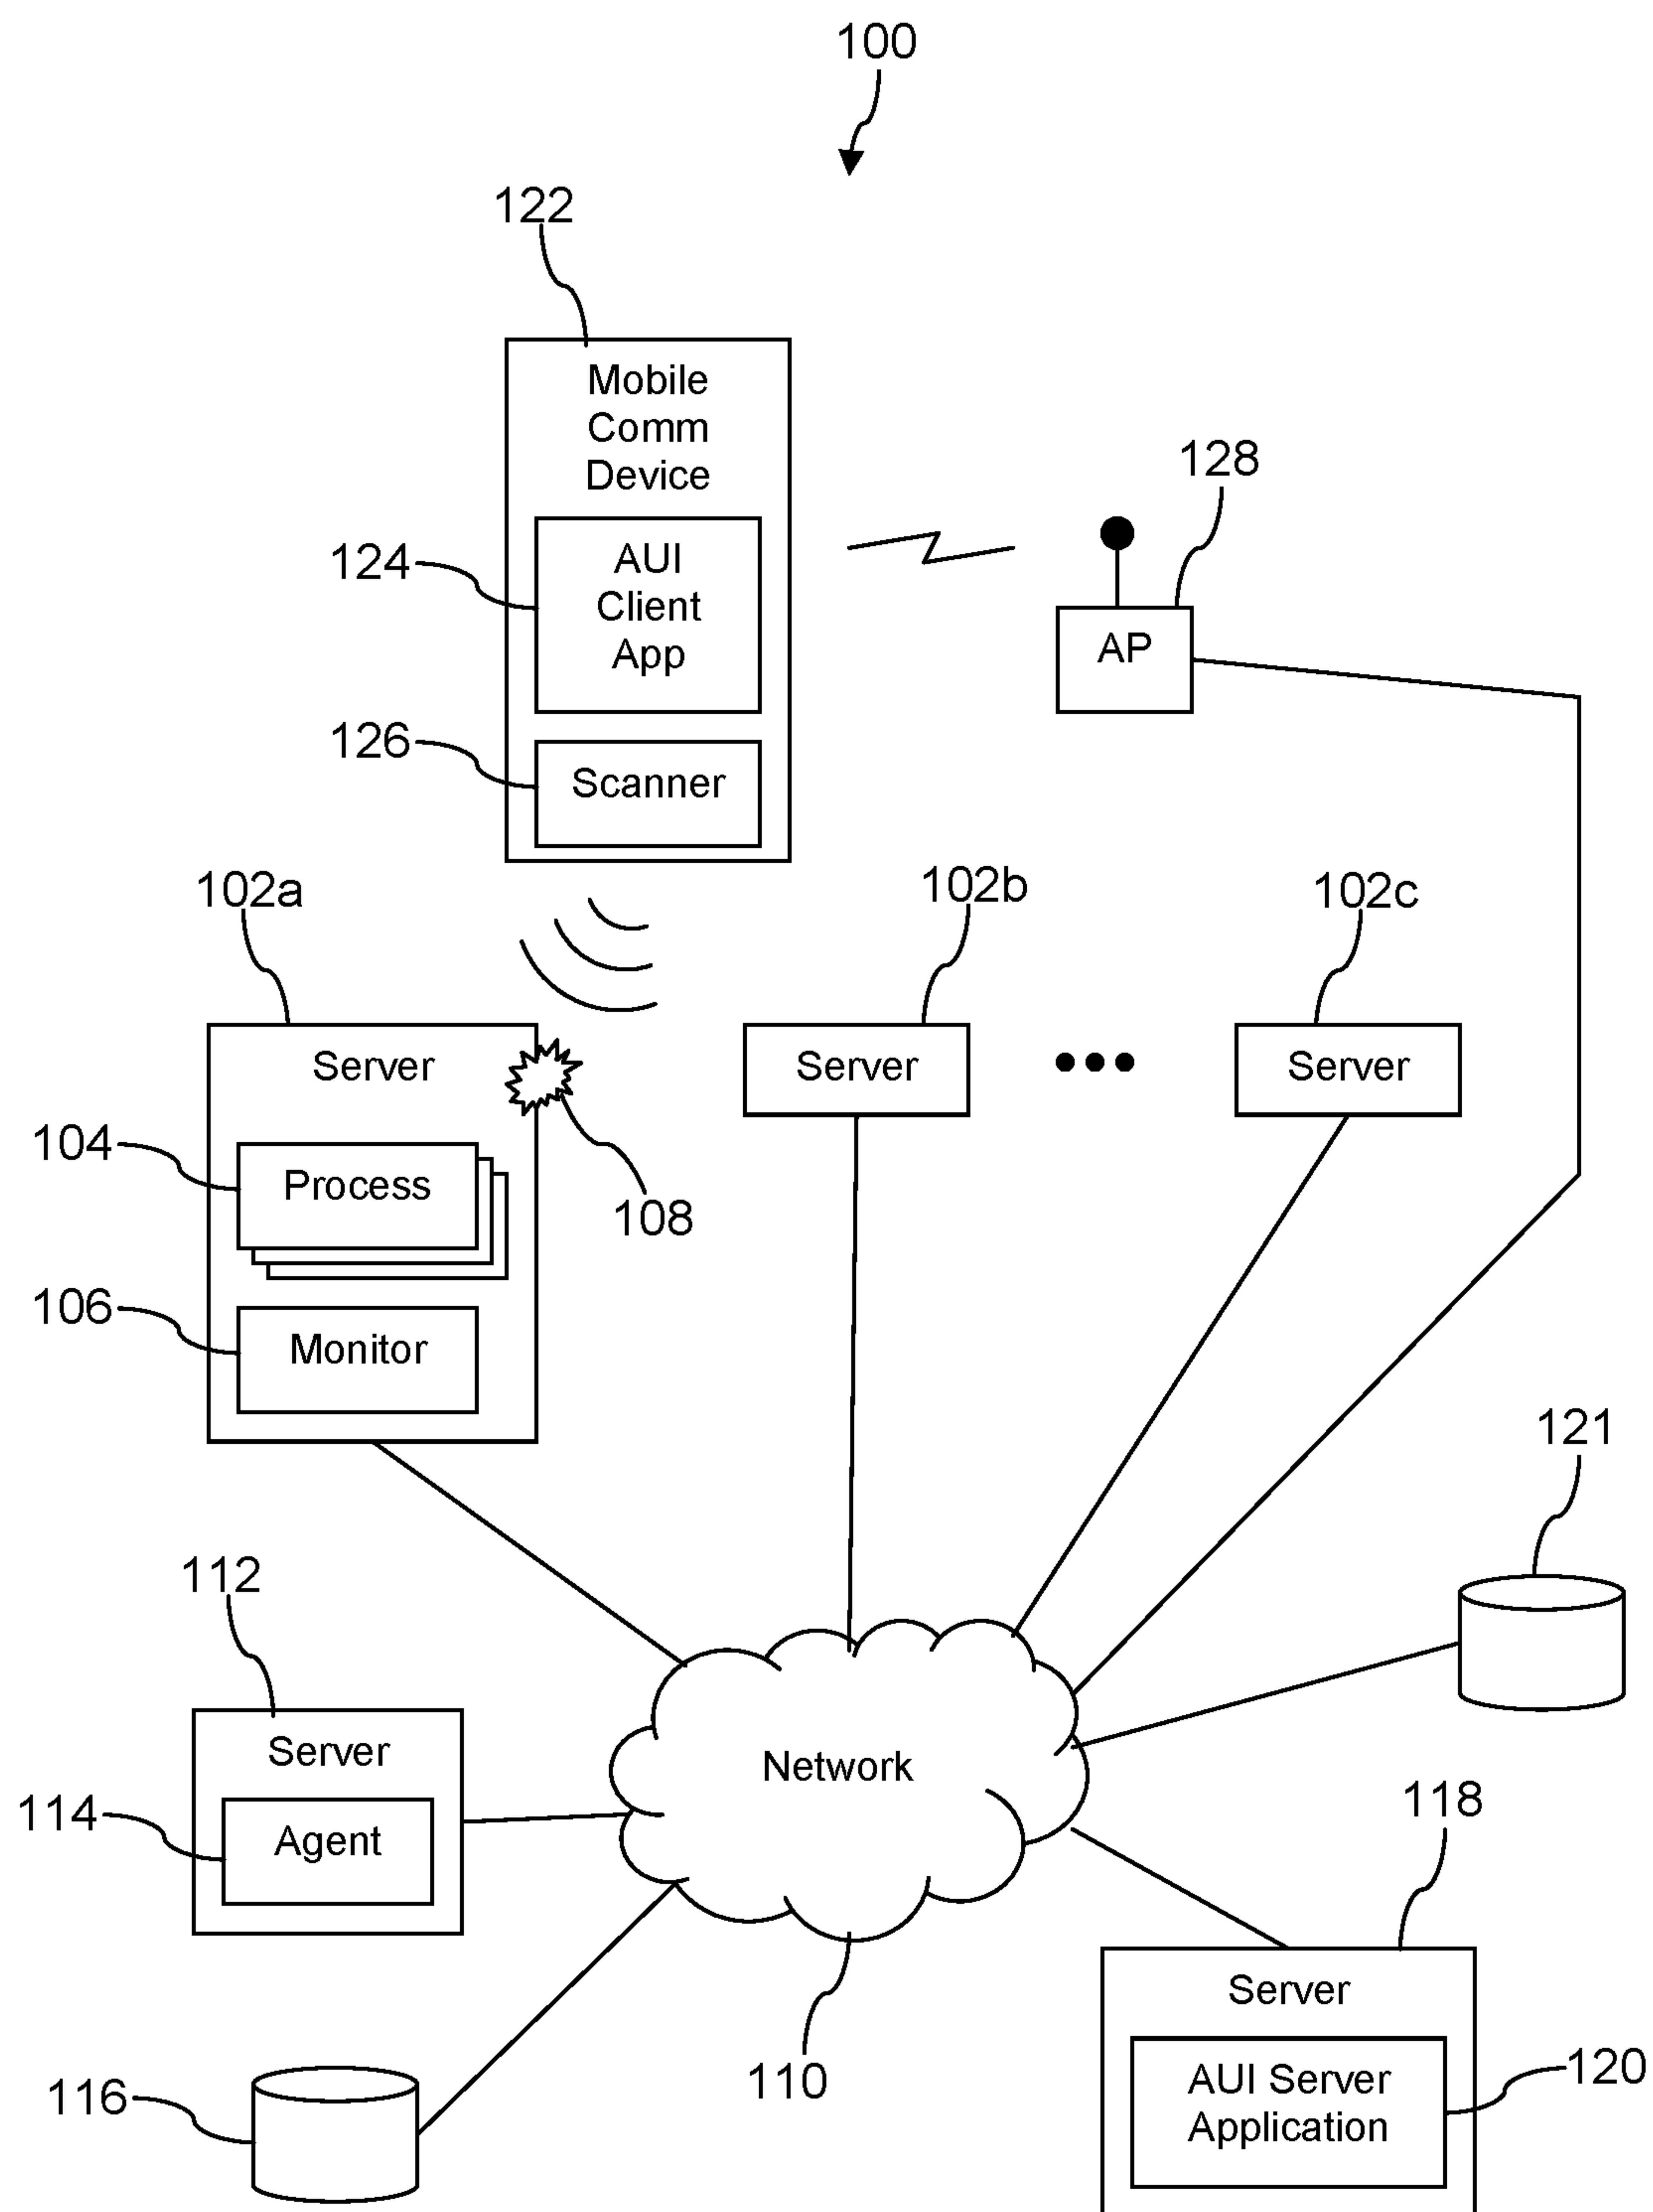 100
122
Mobile
Comm
Device
128
124
AUI
Client
App
AP
126
Scanner
102a
102b
102c
Server
Server
Server
104
Process
108
106
Monitor
121
112
Server
Network
118
114
Agent
Server
110
120
116
AUI Server
Application